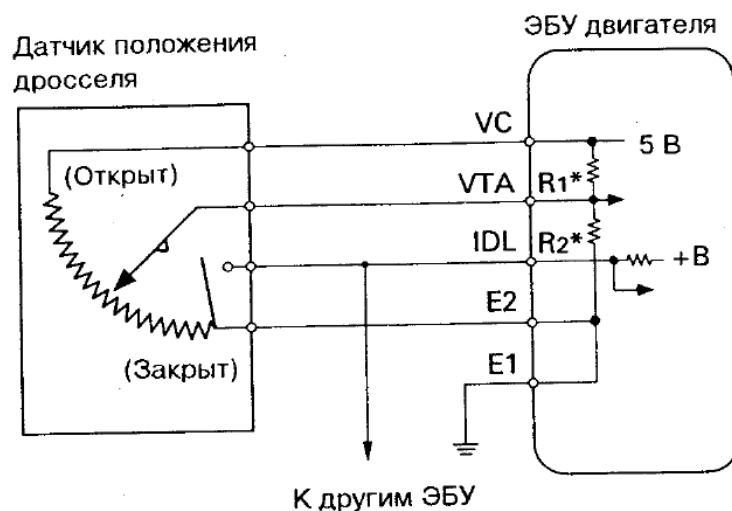 Датчик положения
дросселя
ЭБУ двигателя
(Открыт)
(Закрыт)
VC
5 В
VTA
R1*
IDL
R2*
+B
E2
E1
К другим ЭБУ